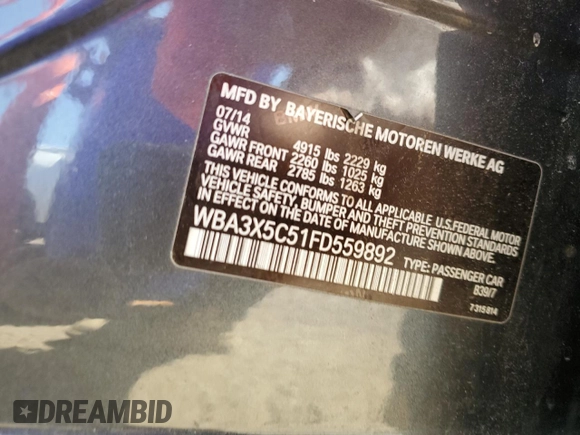 MFD BY BAYERISCHE MOTOREN WERKE AG
07/14
GVWR 4915 lbs 2229 kg
GAWR FRONT 2260 lbs 1025 kg
GAWR REAR 2785 lbs 1263 kg
THIS VEHICLE CONFORMS TO ALL APPLICABLE U.S.FEDERAL MOTOR
VEHICLE SAFETY, BUMPER AND THEFT PREVENTION STANDARDS
IN EFFECT ON THE DATE OF MANUFACTURE SHOWN ABOVE.
WBA3X5C51FD559892
TYPE: PASSENGER CAR
B39/7
7315814
DREAMBID